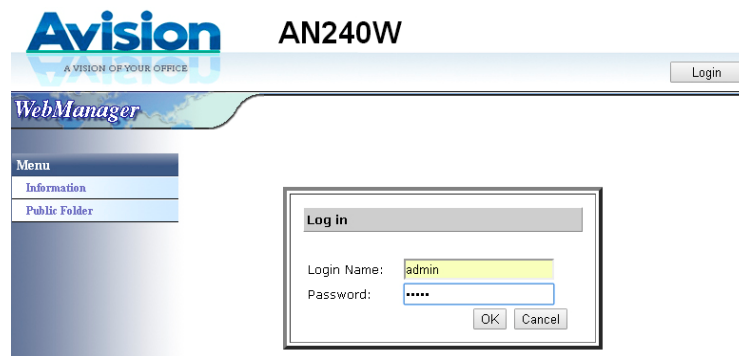 Avision
A VISION OF YOUR OFFICE
AN240W
Login
WebManager
Menu
Information
Public Folder
Log in
Login Name: admin
Password: •••••
OK Cancel